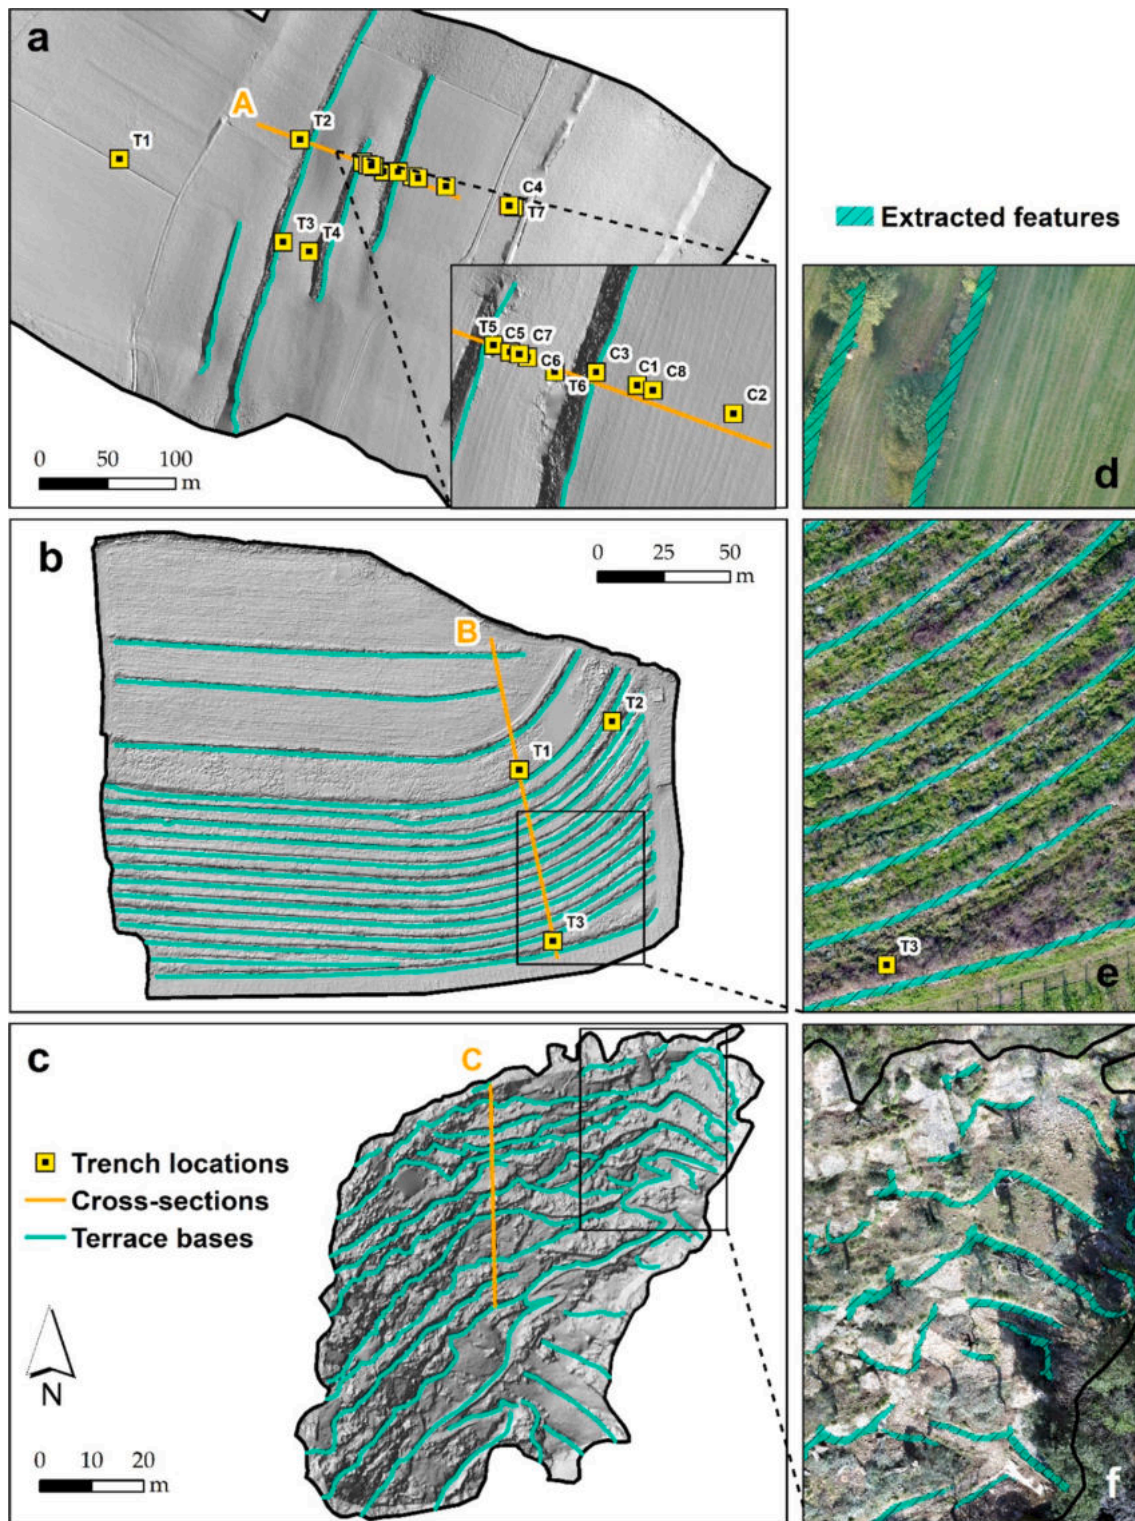 a
A
T1
T2
T3
T4
C4
T7
T5
C5
C7
C6
T6
C3
C1
C8
C2
0 50 100
m
Extracted features
d
b
0 25 50
m
B
T2
T1
T3
T3
e
c
C
Trench locations
Cross-sections
Terrace bases
N
0 10 20
m
f